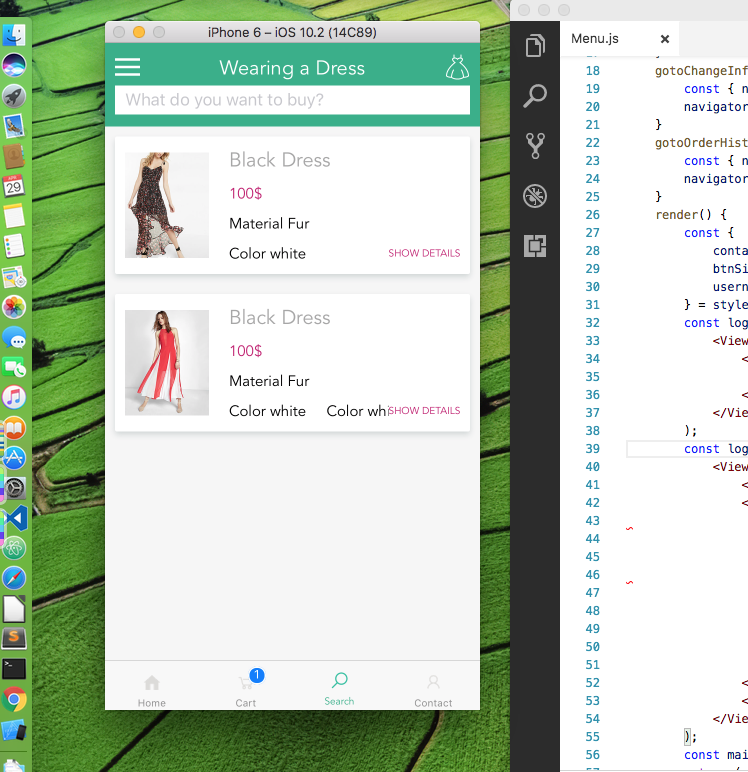 iPhone 6 – iOS 10.2 (14C89)
Wearing a Dress
What do you want to buy?
Black Dress
100$
Material Fur
Color white
SHOW DETAILS
Black Dress
100$
Material Fur
Color white
Color whi
SHOW DETAILS
1
Home
Cart
Search
Contact
APR
29
Menu.js
18 gotoChangeInf
19 const { n
20 navigator
21 }
22 gotoOrderHist
23 const { n
24 navigator
25 }
26 render() {
27 const {
28 conta
29 btnSi
30 usern
31 } = style
32 const log
33 <View
34 <
35
36 <
37 </Vie
38 );
39 const log
40 <View
41 <
42 <
43
44
45
46
47
48
49
50
51
52 <
53 <
54 </Vie
55 );
56 const mai